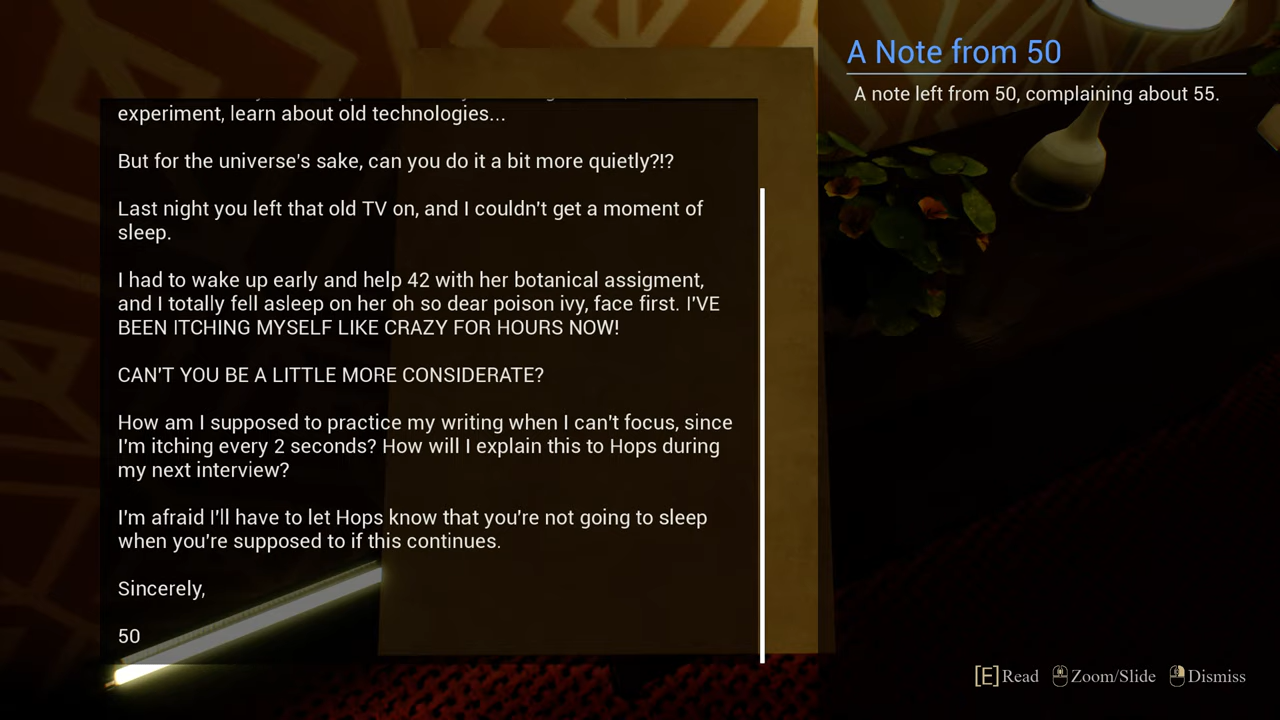 A Note from 50
A note left from 50, complaining about 55.
experiment, learn about old technologies...
But for the universe's sake, can you do it a bit more quietly?!?
Last night you left that old TV on, and I couldn't get a moment of
sleep.
I had to wake up early and help 42 with her botanical assigment,
and I totally fell asleep on her oh so dear poison ivy, face first. I'VE
BEEN ITCHING MYSELF LIKE CRAZY FOR HOURS NOW!
CAN'T YOU BE A LITTLE MORE CONSIDERATE?
How am I supposed to practice my writing when I can't focus, since
I'm itching every 2 seconds? How will I explain this to Hops during
my next interview?
I'm afraid I'll have to let Hops know that you're not going to sleep
when you're supposed to if this continues.
Sincerely,
50
[E]Read Zoom/Slide Dismiss